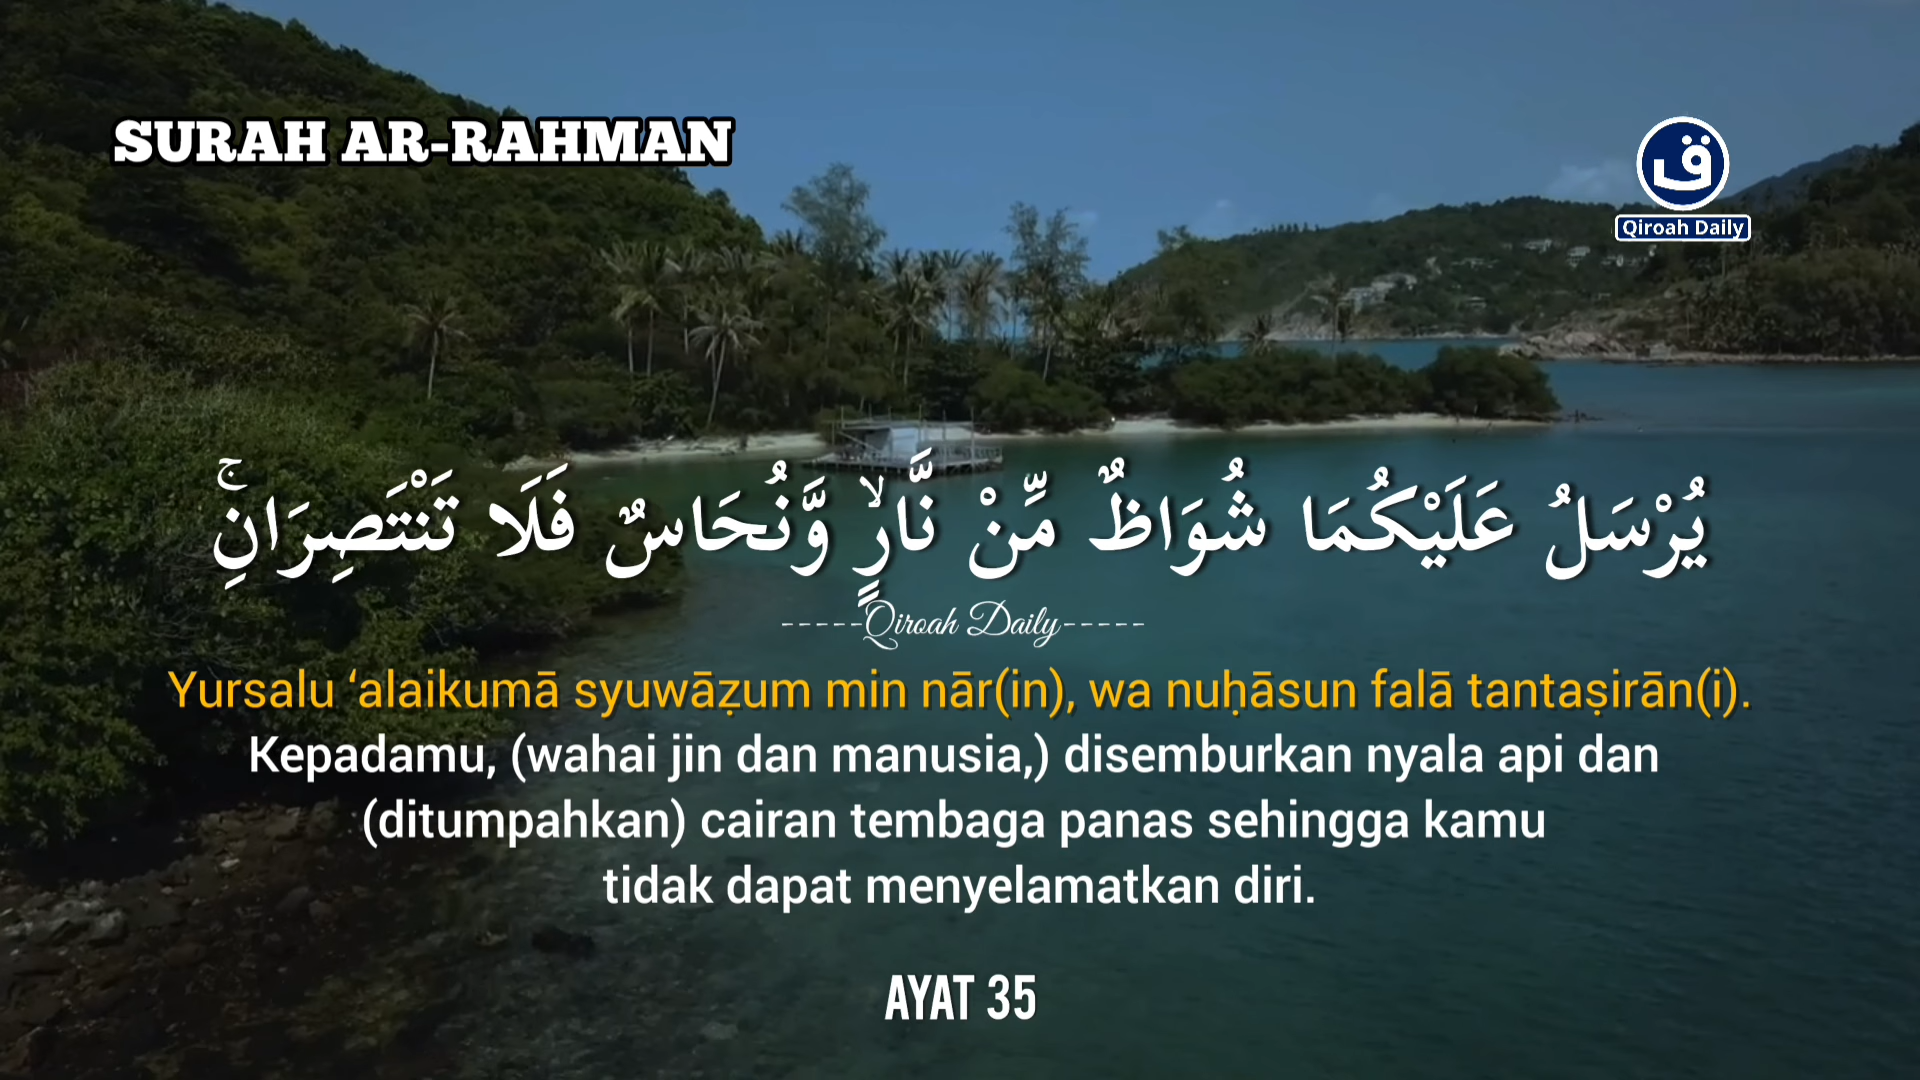 SURAH AR-RAHMAN
ق
Qiroah Daily
يُرْسَلُ عَلَيْكُمَا شُوَاظٌ مِّنْ نَّارٍۙ وَّنُحَاسٌ فَلَا تَنْتَصِرَانِۚ
-----Qiroah Daily-----
Yursalu ‘alaikumā syuwāẓum min nār(in), wa nuḥāsun falā tantaṣirān(i).
Kepadamu, (wahai jin dan manusia,) disemburkan nyala api dan
(ditumpahkan) cairan tembaga panas sehingga kamu
tidak dapat menyelamatkan diri.
AYAT 35